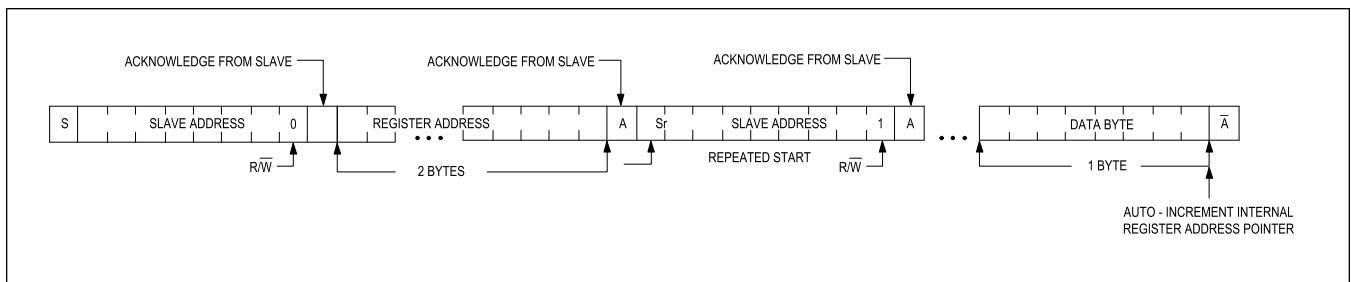 ACKNOWLEDGE FROM SLAVE ACKNOWLEDGE FROM SLAVE ACKNOWLEDGE FROM SLAVE
S SLAVE ADDRESS 0 REGISTER ADDRESS ••• A Sr SLAVE ADDRESS 1 A ••• DATA BYTE A̅
R/W̅ 2 BYTES REPEATED START R/W̅ 1 BYTE
AUTO - INCREMENT INTERNAL
REGISTER ADDRESS POINTER